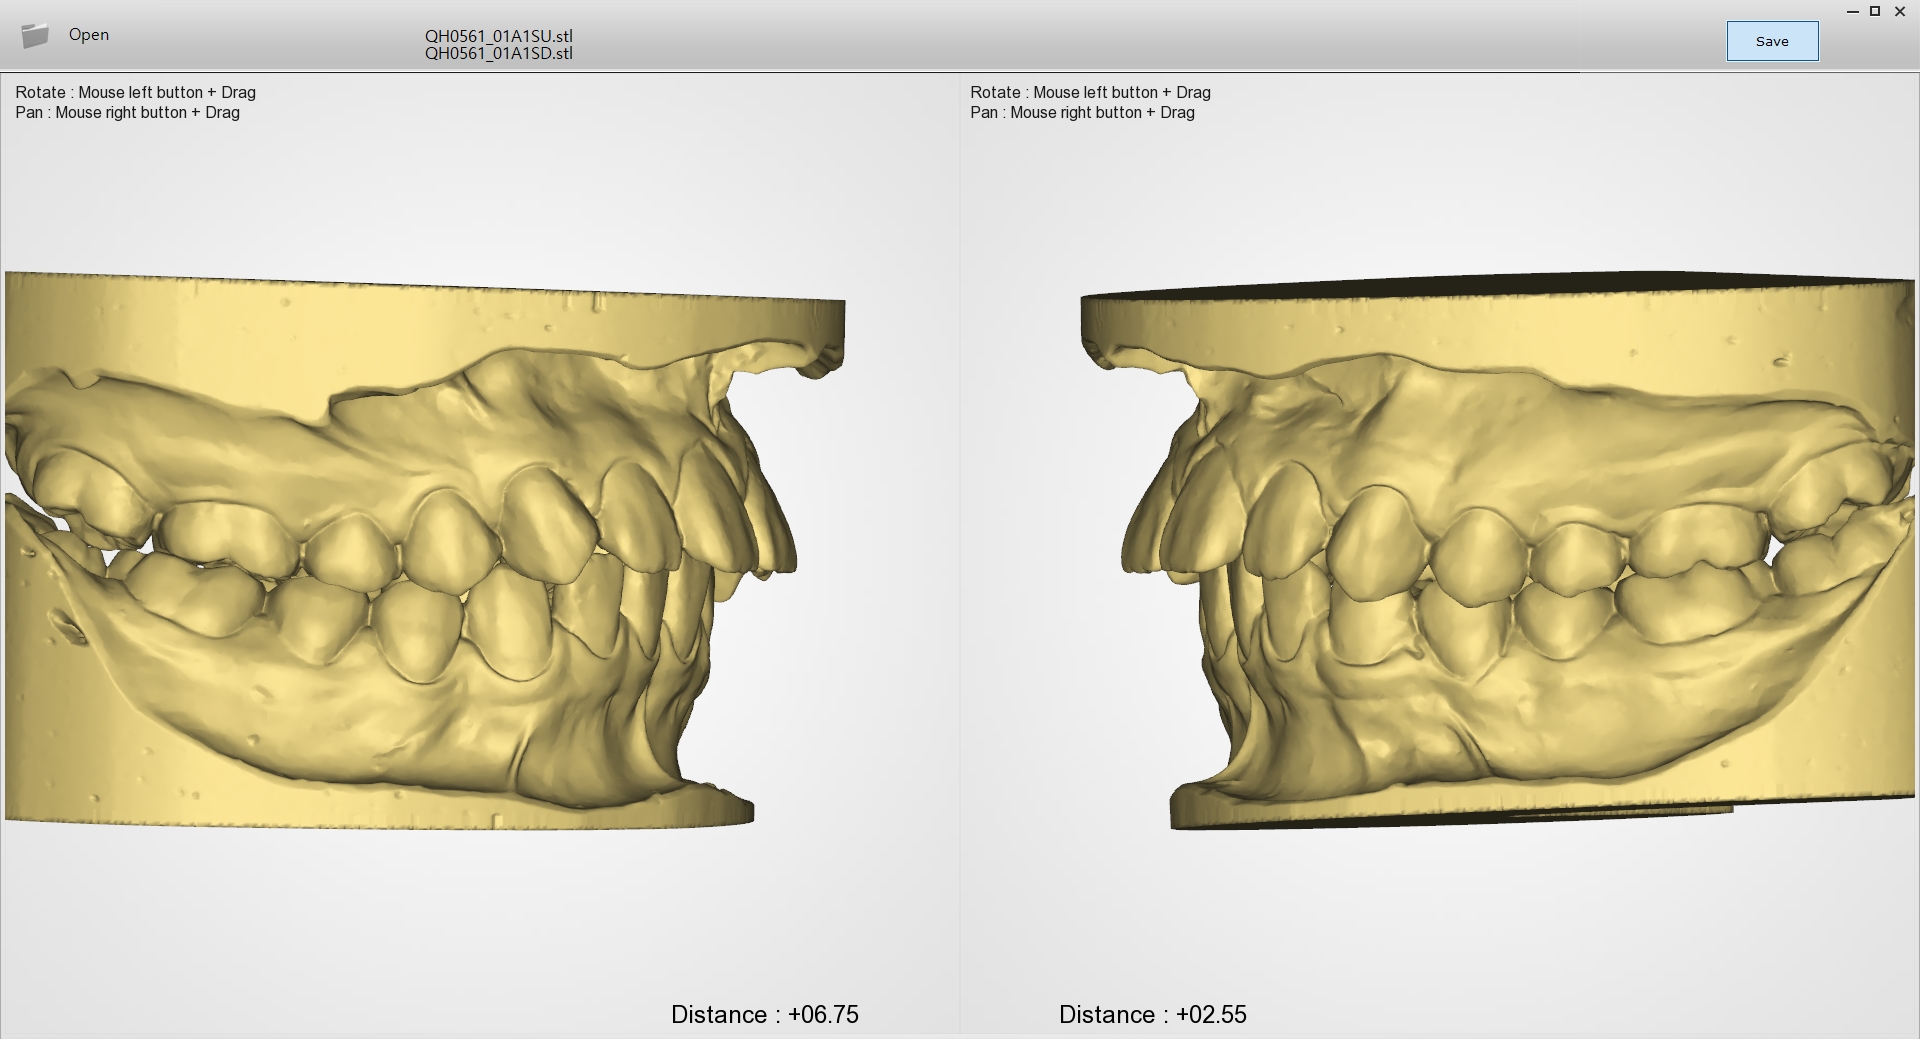 Open
QH0561_01A1SU.stl
QH0561_01A1SD.stl
Save
Rotate : Mouse left button + Drag
Pan : Mouse right button + Drag
Rotate : Mouse left button + Drag
Pan : Mouse right button + Drag
Distance : +06.75
Distance : +02.55